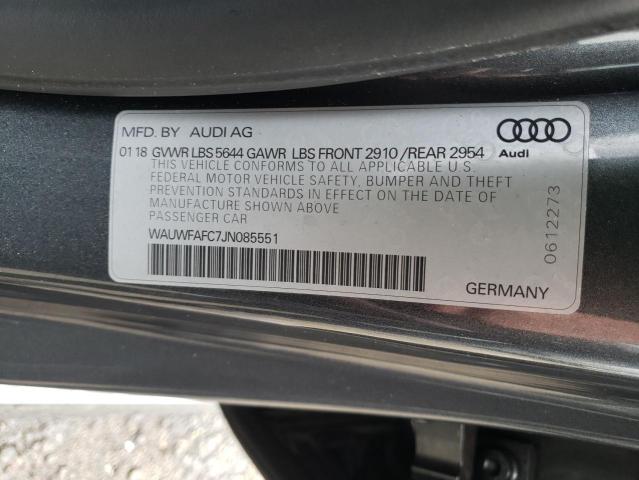 MFD. BY AUDI AG
01 18 GVWR LBS 5644 GAWR LBS FRONT 2910 /REAR 2954
Audi
THIS VEHICLE CONFORMS TO ALL APPLICABLE U.S.
FEDERAL MOTOR VEHICLE SAFETY, BUMPER AND THEFT
PREVENTION STANDARDS IN EFFECT ON THE DATE OF
MANUFACTURE SHOWN ABOVE
PASSENGER CAR
WAUWFAFC7JN085551
0612273
GERMANY